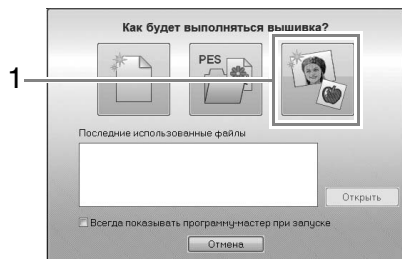 Как будет выполняться вышивка?
PES
1
Последние использованные файлы
Открыть
Всегда показывать программу-мастер при запуске
Отмена